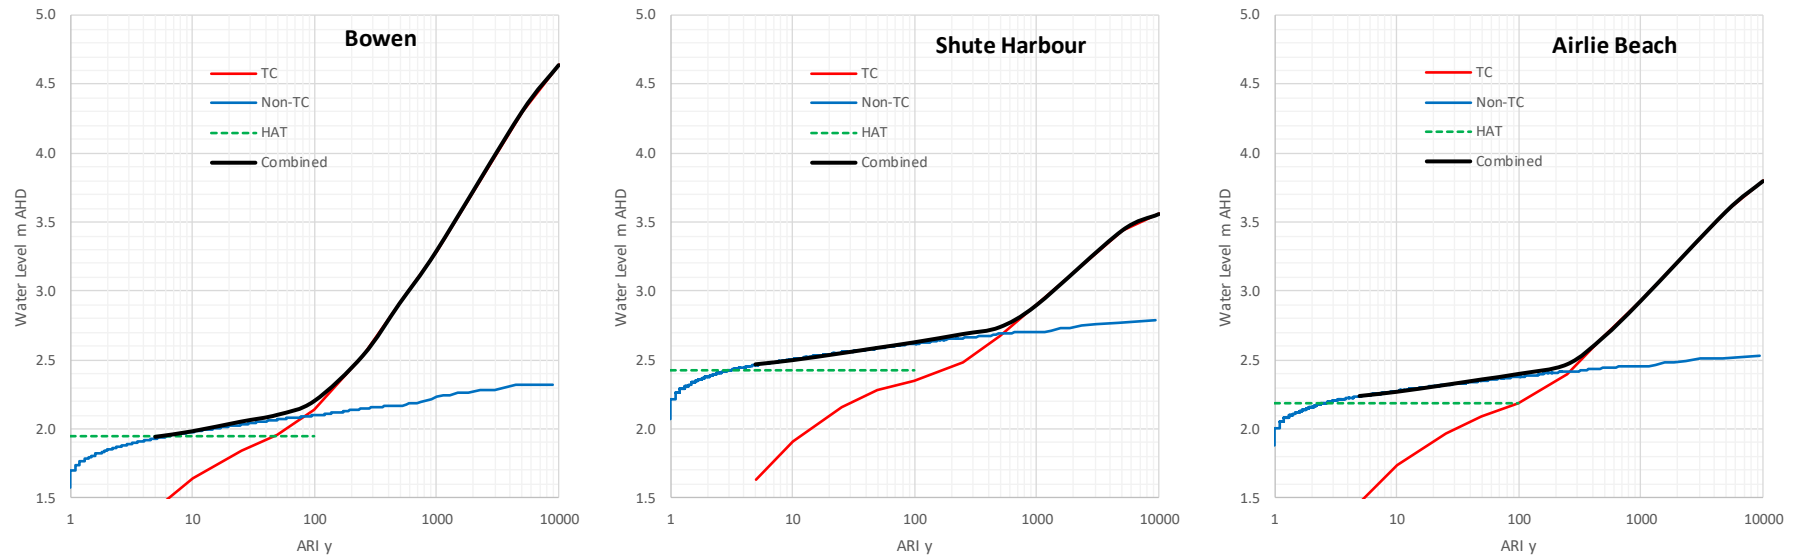 Bowen
TC
Non-TC
HAT
Combined
Water Level m AHD
5.0
4.5
4.0
3.5
3.0
2.5
2.0
1.5
1 10 100 1000 10000
ARI y
Shute Harbour
TC
Non-TC
HAT
Combined
Water Level m AHD
5.0
4.5
4.0
3.5
3.0
2.5
2.0
1.5
1 10 100 1000 10000
ARI y
Airlie Beach
TC
Non-TC
HAT
Combined
Water Level m AHD
5.0
4.5
4.0
3.5
3.0
2.5
2.0
1.5
1 10 100 1000 10000
ARI y